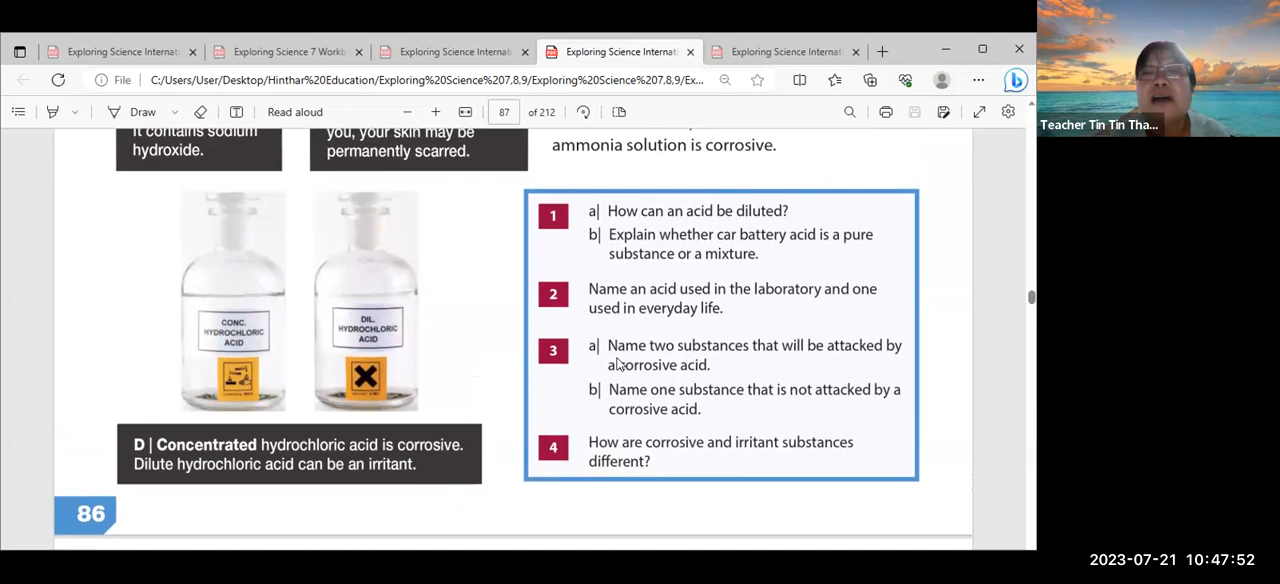 Exploring Science Internati
Exploring Science 7 Workb
Exploring Science Internati
Exploring Science Internati
Exploring Science Internati
File
C:/Users/User/Desktop/Hinthar%20Education/Exploring%20Science%207,8,9/Exploring%20Science%207,8,9/Ex...
Draw
Read aloud
87
of 212
Teacher Tin Tin Tha...
It contains sodium
hydroxide.
you, your skin may be
permanently scarred.
ammonia solution is corrosive.
CONC.
HYDROCHLORIC
ACID
DIL.
HYDROCHLORIC
ACID
D | Concentrated hydrochloric acid is corrosive.
Dilute hydrochloric acid can be an irritant.
1
a| How can an acid be diluted?
b| Explain whether car battery acid is a pure
substance or a mixture.
2
Name an acid used in the laboratory and one
used in everyday life.
3
a| Name two substances that will be attacked by
a corrosive acid.
b| Name one substance that is not attacked by a
corrosive acid.
4
How are corrosive and irritant substances
different?
86
2023-07-21 10:47:52